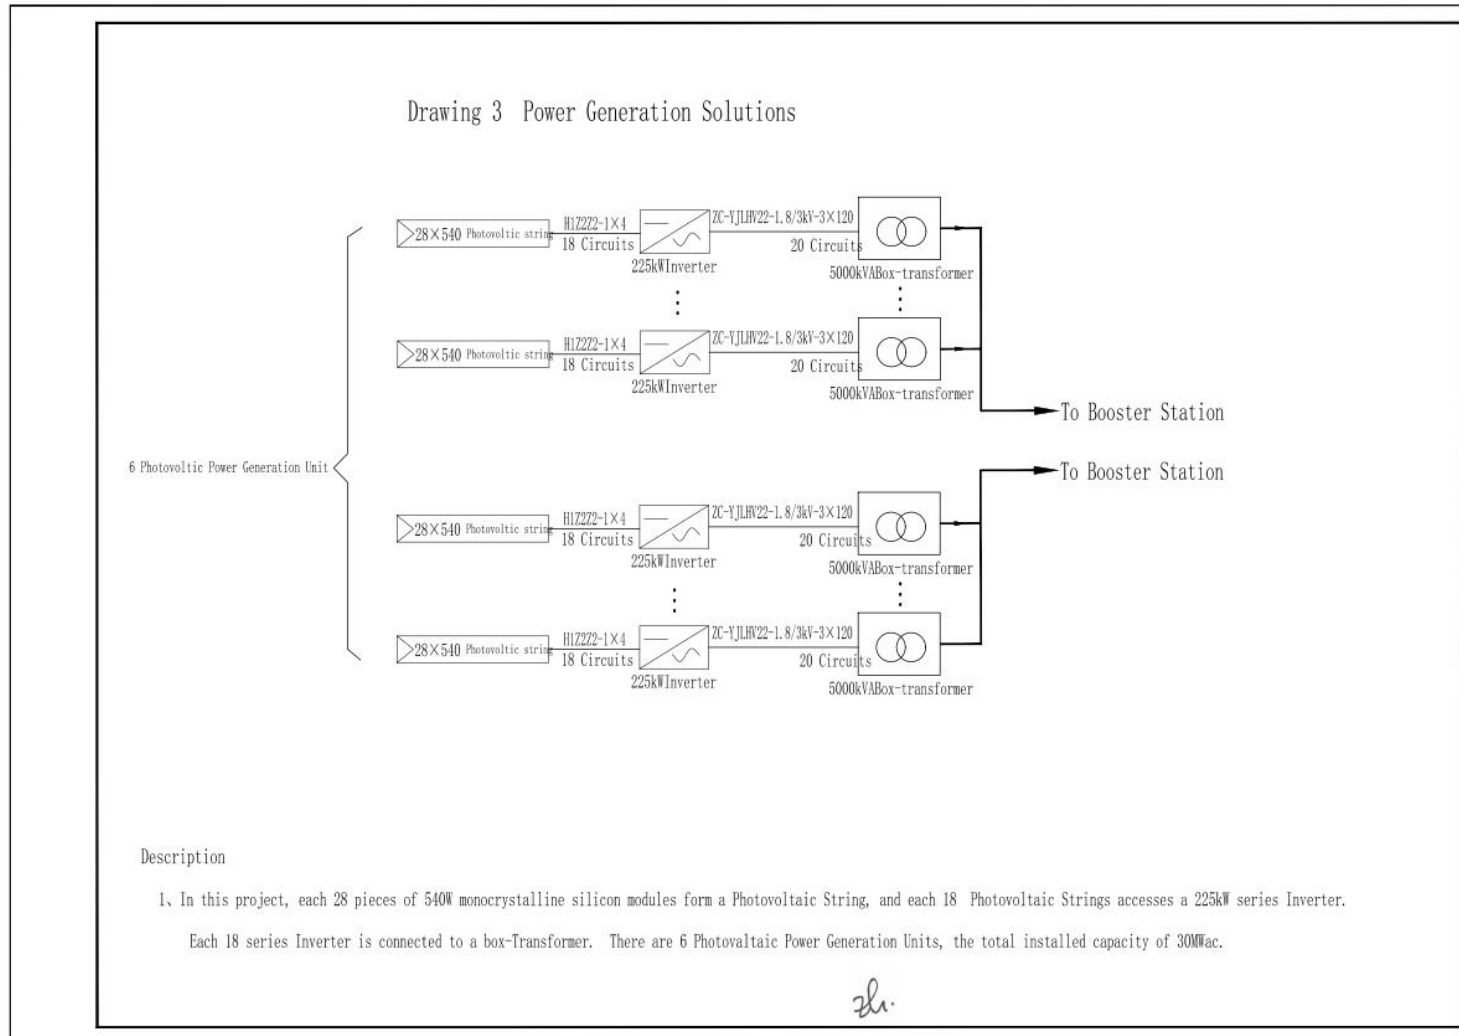 Drawing 3 Power Generation Solutions
28×540 Photovoltic string
H1Z2Z2-1×4
18 Circuits
225kWInverter
ZC-YJLHV22-1.8/3kV-3×120
20 Circuits
5000kVABox-transformer
28×540 Photovoltic string
H1Z2Z2-1×4
18 Circuits
225kWInverter
ZC-YJLHV22-1.8/3kV-3×120
20 Circuits
5000kVABox-transformer
To Booster Station
6 Photovoltic Power Generation Unit
To Booster Station
28×540 Photovoltic string
H1Z2Z2-1×4
18 Circuits
225kWInverter
ZC-YJLHV22-1.8/3kV-3×120
20 Circuits
5000kVABox-transformer
28×540 Photovoltic string
H1Z2Z2-1×4
18 Circuits
225kWInverter
ZC-YJLHV22-1.8/3kV-3×120
20 Circuits
5000kVABox-transformer
Description
1、In this project, each 28 pieces of 540W monocrystalline silicon modules form a Photovoltaic String, and each 18 Photovoltaic Strings accesses a 225kW series Inverter.
Each 18 series Inverter is connected to a box-Transformer. There are 6 Photovaltaic Power Generation Units, the total installed capacity of 30MWac.